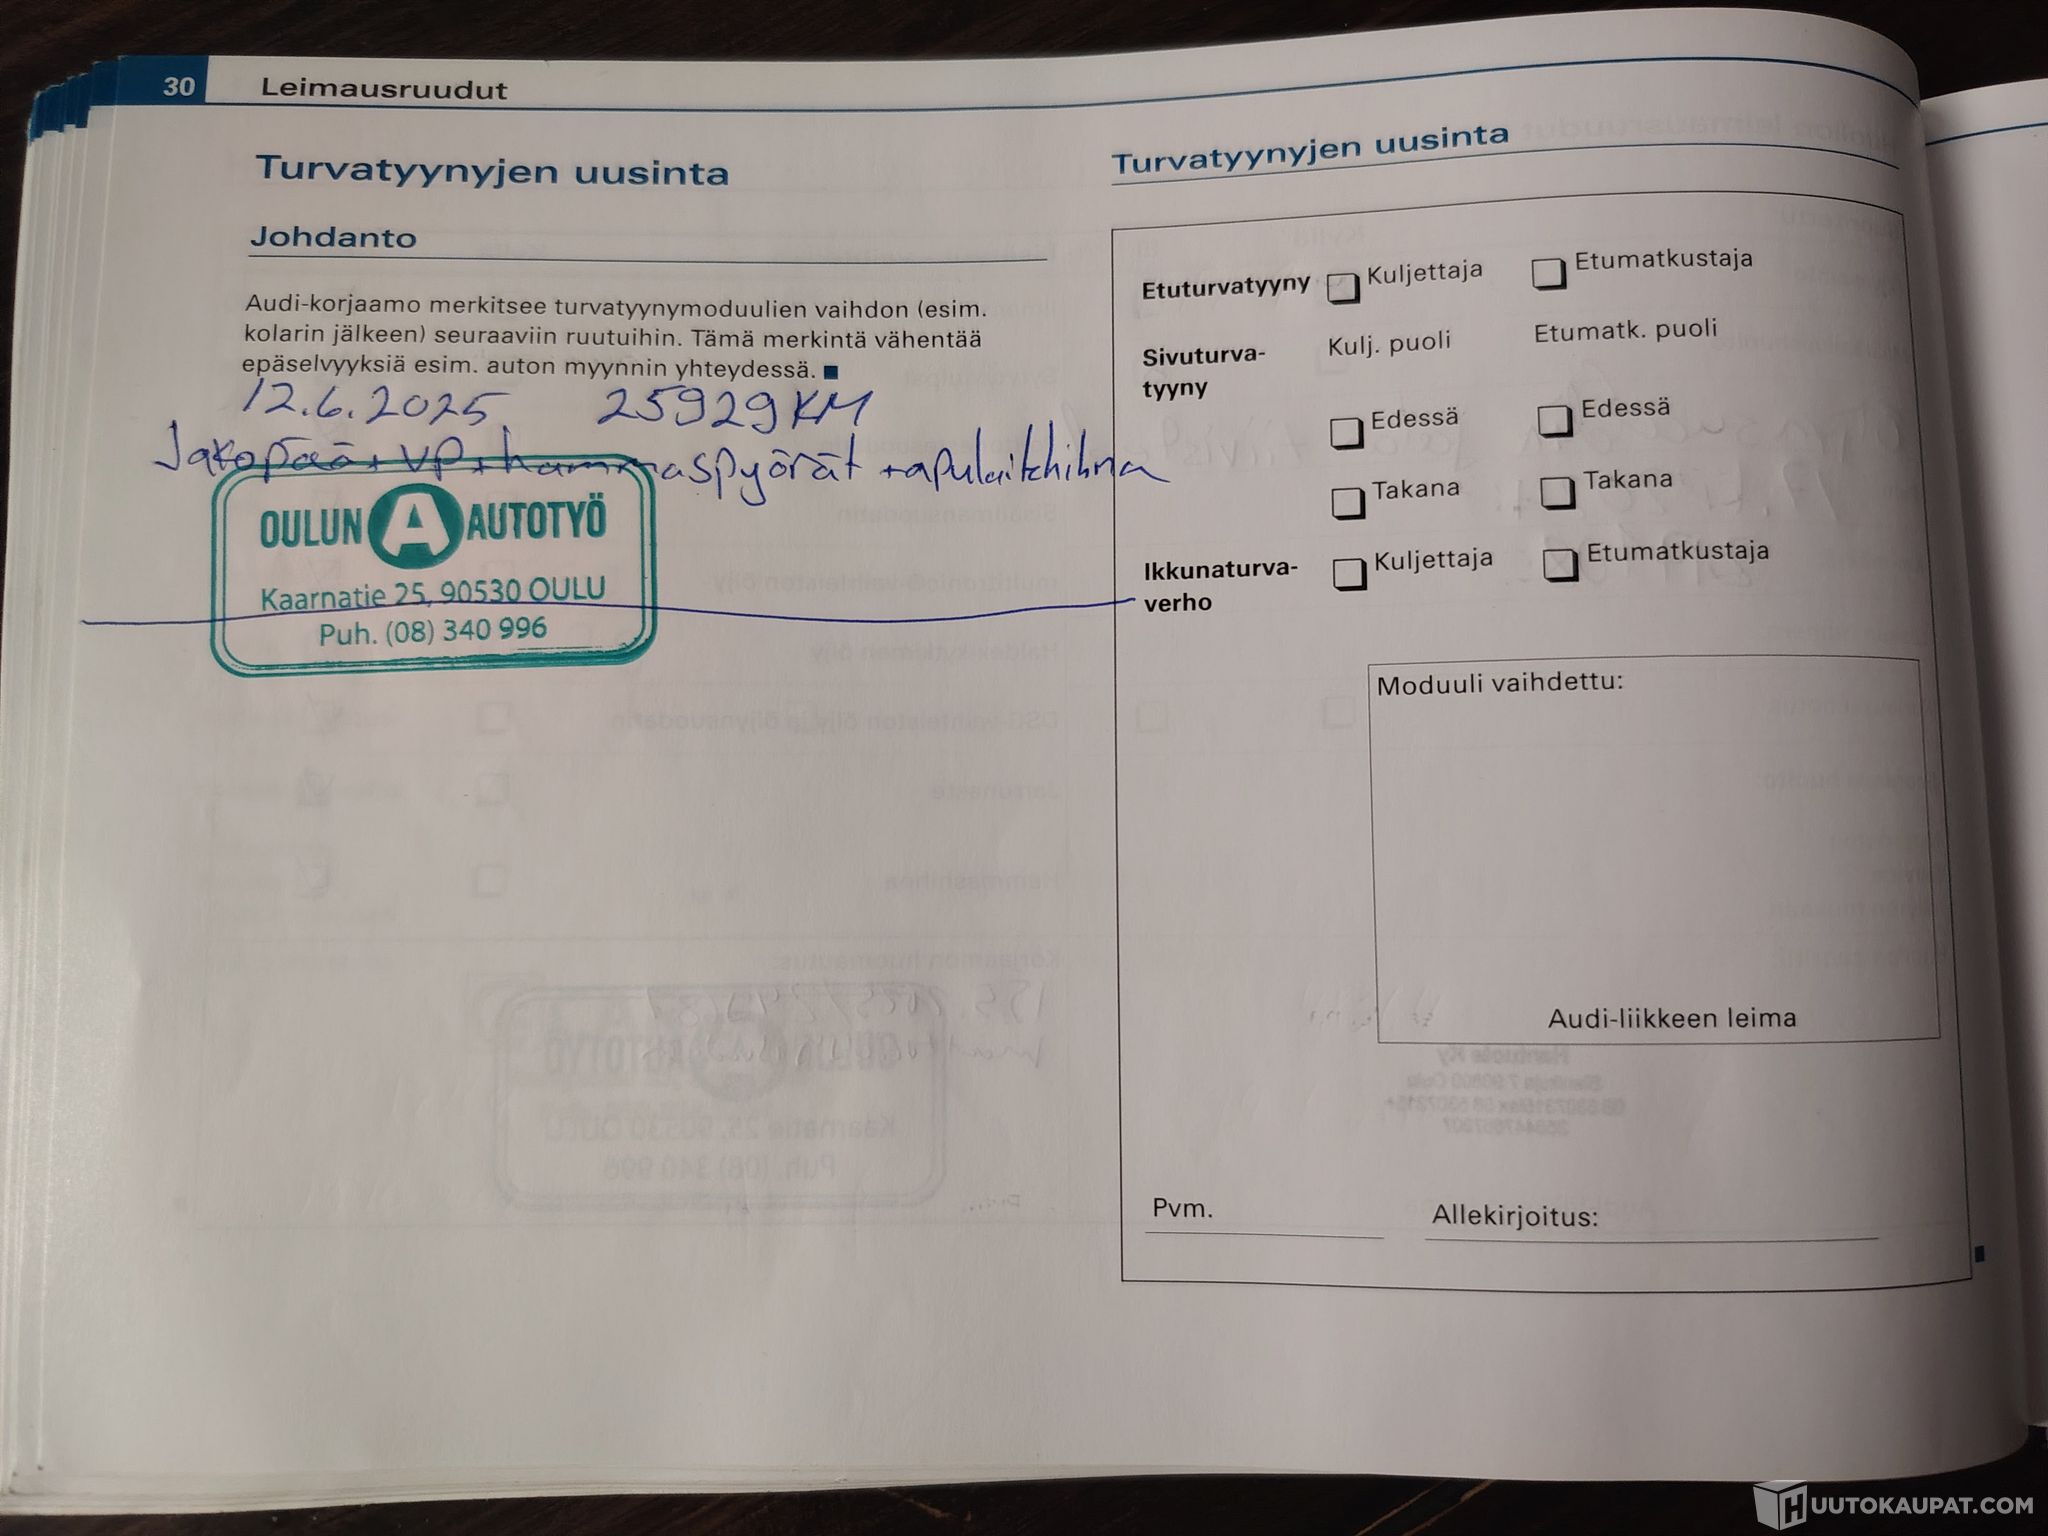 30 Leimausruudut
Turvatyynyjen uusinta
Johdanto
Audi-korjaamo merkitsee turvatyynymoduulien vaihdon (esim.
kolarin jälkeen) seuraaviin ruutuihin. Tämä merkintä vähentää
epäselvyyksiä esim. auton myynnin yhteydessä.
12.6.2025 25929KM
Jakopää + VP + hammaspyörät + apulaitehihna
OULUN A AUTOTYÖ
Kaarnatie 25, 90530 OULU
Puh. (08) 340 996
Turvatyynyjen uusinta
Etuturvatyyny Kuljettaja Etumatkustaja
Sivuturva- Kulj. puoli Etumatk. puoli
tyyny
Edessä Edessä
Takana Takana
Ikkunaturva- Kuljettaja Etumatkustaja
verho
Moduuli vaihdettu:
Audi-liikkeen leima
Pvm. Allekirjoitus:
HUUTOKAUPAT.COM